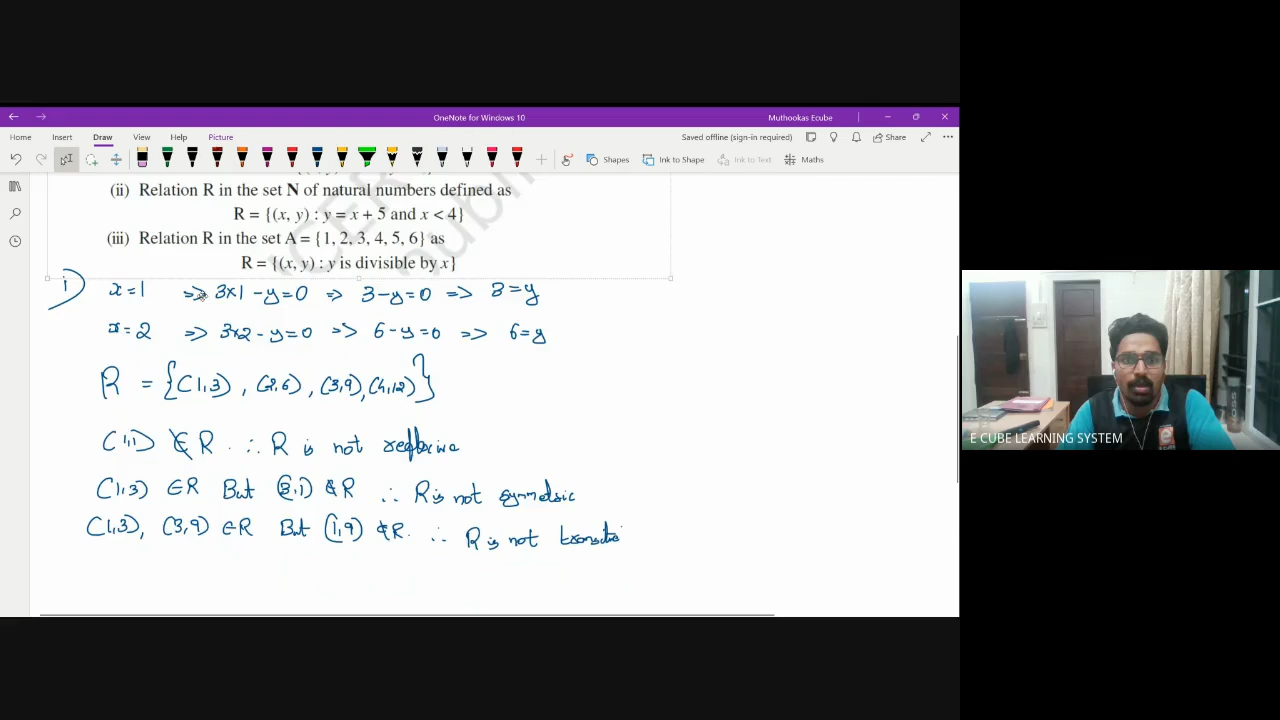 OneNote for Windows 10
Muthookas Ecube
Home Insert Draw View Help Picture
Saved offline (sign-in required) Share
Shapes Ink to Shape Ink to Text Maths
(ii) Relation R in the set N of natural numbers defined as
R = {(x, y) : y = x + 5 and x < 4}
(iii) Relation R in the set A = {1, 2, 3, 4, 5, 6} as
R = {(x, y) : y is divisible by x}
i) x=1 => 3×1 -y=0 => 3-y=0 => 3=y
x=2 => 3×2 -y=0 => 6-y=0 => 6=y
R = {(1,3), (2,6), (3,9), (4,12)}
(1,1) ∉ R . ∴ R is not reflexive
(1,3) ∈R But (3,1) ∉R ∴ R is not symmetric
(1,3), (3,9) ∈R But (1,9) ∉R. ∴ R is not
E CUBE LEARNING SYSTEM